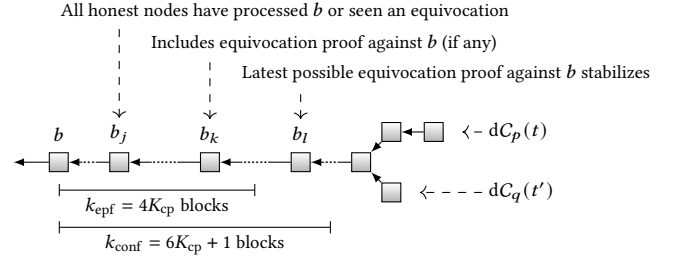 All honest nodes have processed b or seen an equivocation
Includes equivocation proof against b (if any)
Latest possible equivocation proof against b stabilizes
b b_j b_k b_l dC_p(t)
dC_q(t′)
k_epf = 4K_cp blocks
k_conf = 6K_cp + 1 blocks